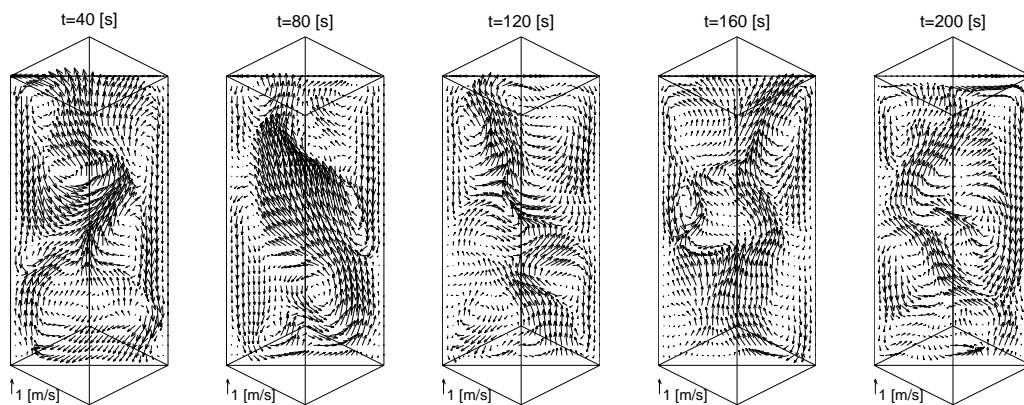 t=40 [s] t=80 [s] t=120 [s] t=160 [s] t=200 [s]
1 [m/s] 1 [m/s] 1 [m/s] 1 [m/s] 1 [m/s]